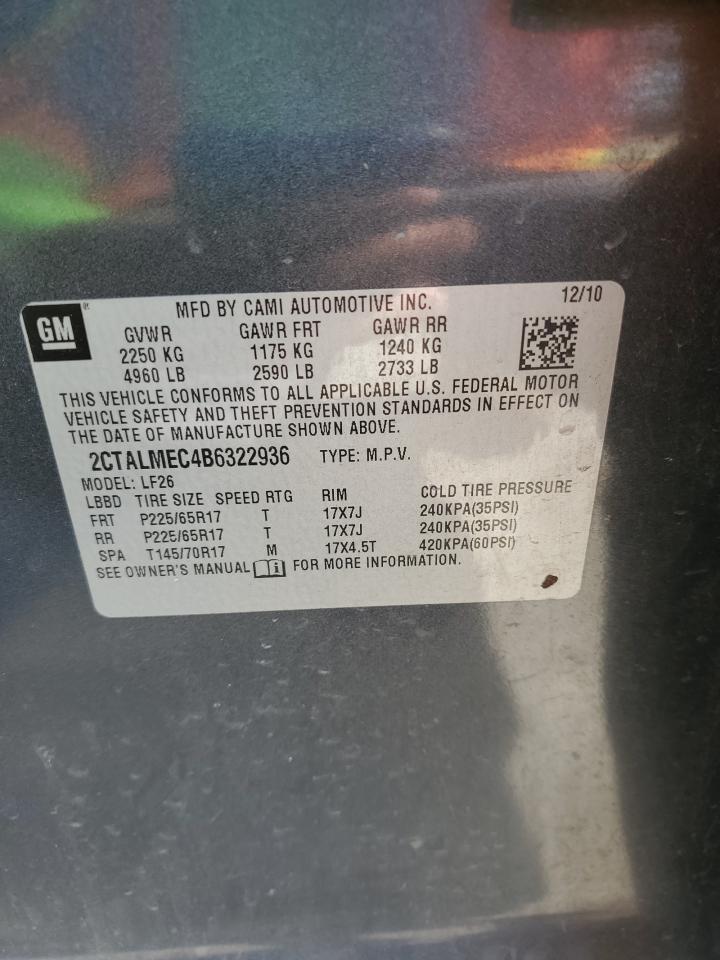 GM
MFD BY CAMI AUTOMOTIVE INC. 12/10
GVWR GAWR FRT GAWR RR
2250 KG 1175 KG 1240 KG
4960 LB 2590 LB 2733 LB
THIS VEHICLE CONFORMS TO ALL APPLICABLE U.S. FEDERAL MOTOR
VEHICLE SAFETY AND THEFT PREVENTION STANDARDS IN EFFECT ON
THE DATE OF MANUFACTURE SHOWN ABOVE.
2CTALMEC4B6322936 TYPE: M.P.V.
MODEL: LF26
LBBD TIRE SIZE SPEED RTG RIM COLD TIRE PRESSURE
FRT P225/65R17 T 17X7J 240KPA(35PSI)
RR P225/65R17 T 17X7J 240KPA(35PSI)
SPA T145/70R17 M 17X4.5T 420KPA(60PSI)
SEE OWNER'S MANUAL FOR MORE INFORMATION.